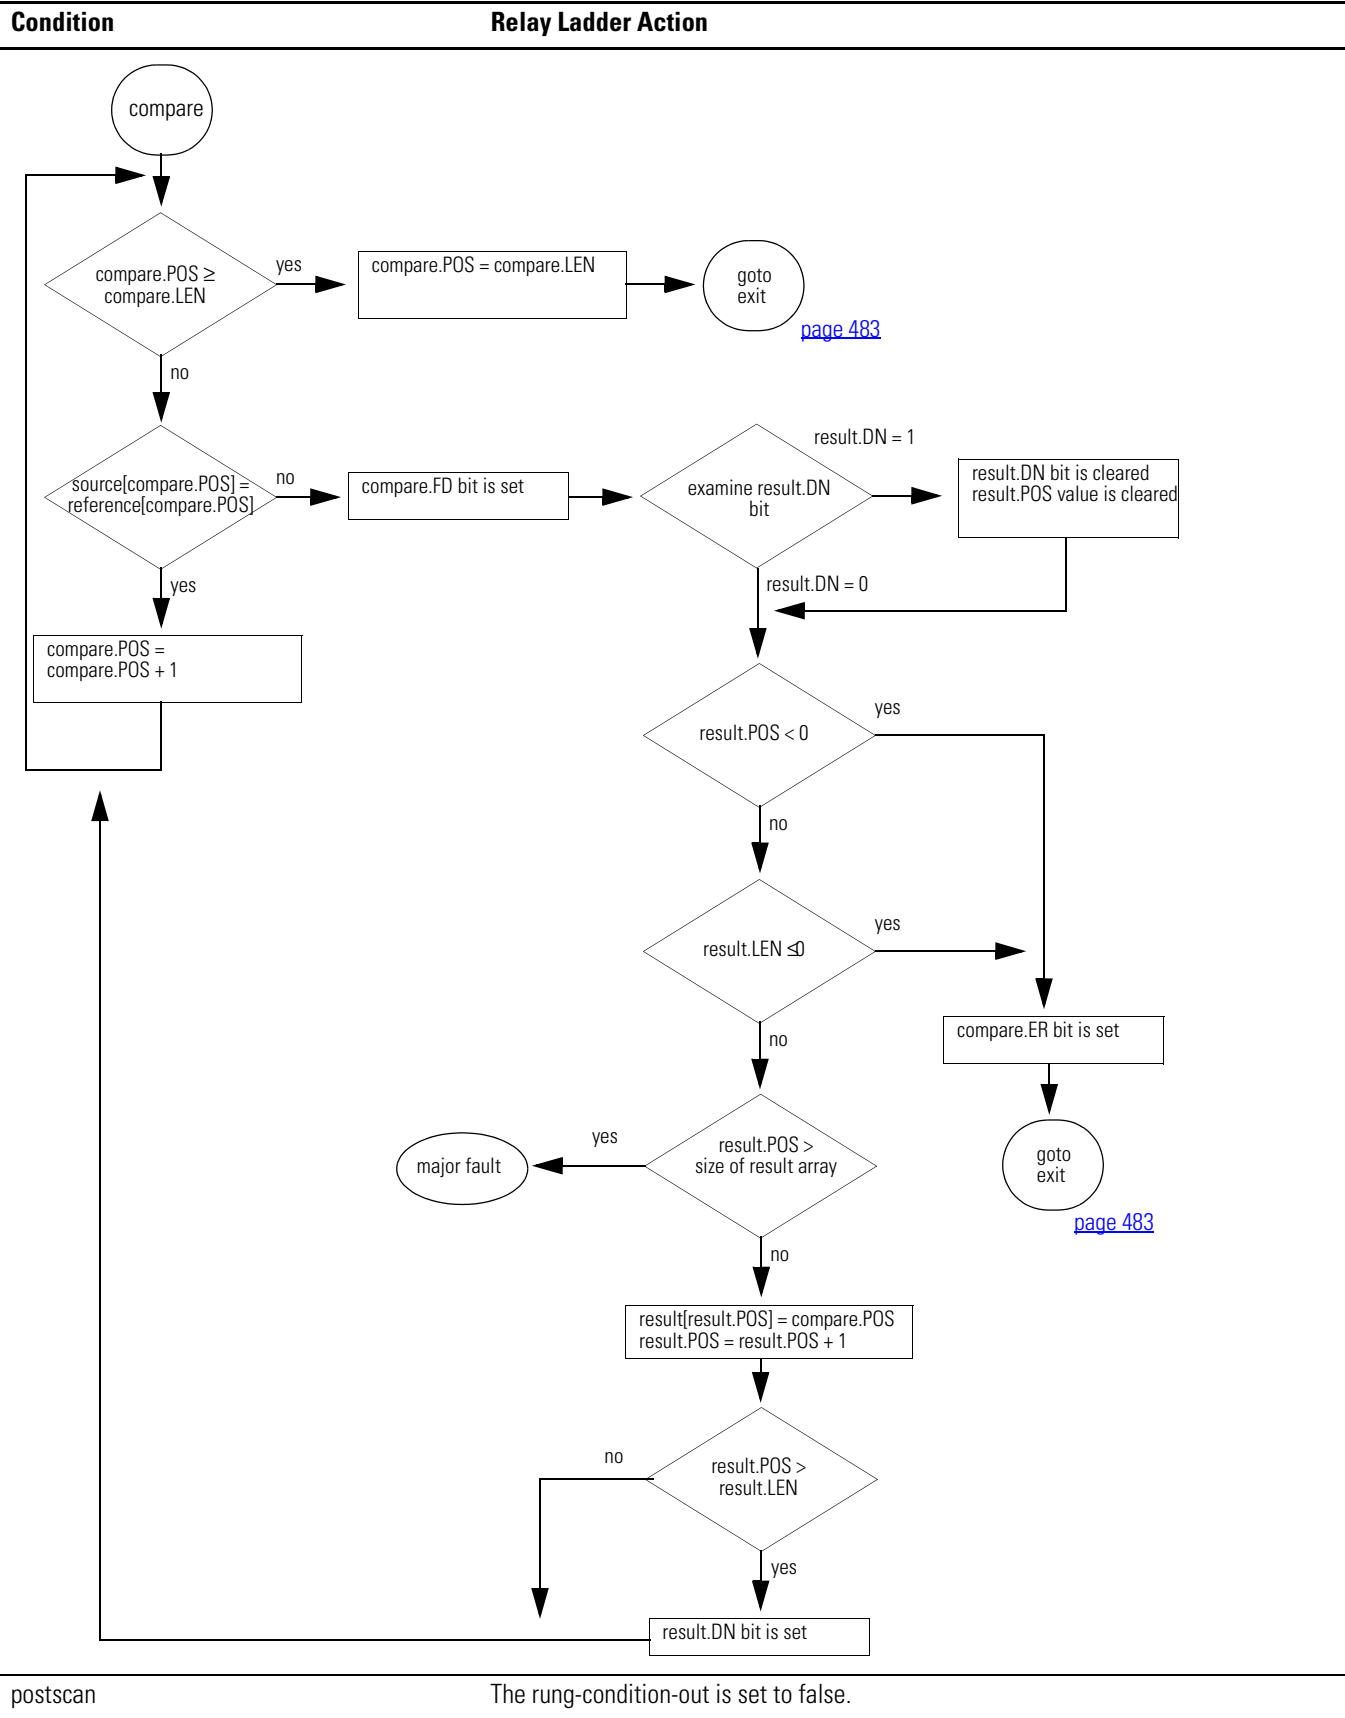 Condition
Relay Ladder Action
compare
compare.POS ≥
compare.LEN
yes
compare.POS = compare.LEN
goto
exit
page 483
no
source[compare.POS] =
reference[compare.POS]
no
compare.FD bit is set
examine result.DN
bit
result.DN = 1
result.DN bit is cleared
result.POS value is cleared
yes
result.DN = 0
compare.POS =
compare.POS + 1
result.POS < 0
yes
no
result.LEN ≤0
yes
no
compare.ER bit is set
goto
exit
page 483
result.POS >
size of result array
yes
major fault
no
result[result.POS] = compare.POS
result.POS = result.POS + 1
result.POS >
result.LEN
no
yes
result.DN bit is set
postscan
The rung-condition-out is set to false.